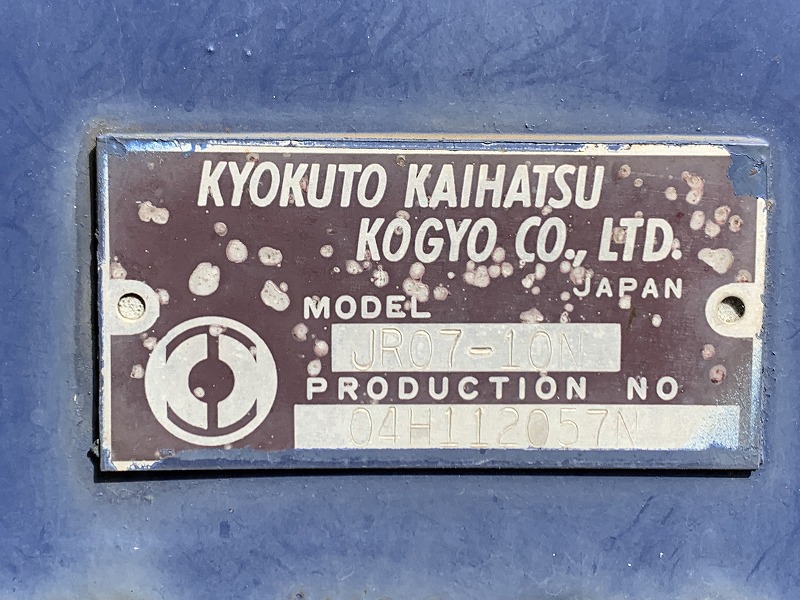 KYOKUTO KAIHATSU
KOGYO CO., LTD.
JAPAN
MODEL
JR07-10N
PRODUCTION NO
04H112057N